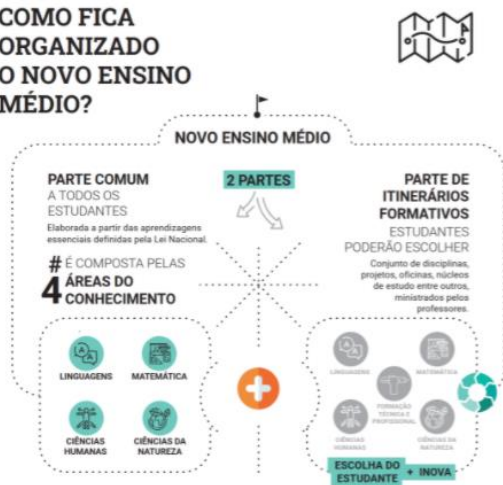 COMO FICA
ORGANIZADO
O NOVO ENSINO
MÉDIO?
NOVO ENSINO MÉDIO
PARTE COMUM
A TODOS OS
ESTUDANTES
Elaborada a partir das aprendizagens
essenciais definidas pela Lei Nacional.
# É COMPOSTA PELAS
4 ÁREAS DO
CONHECIMENTO
LINGUAGENS
MATEMÁTICA
CIÊNCIAS
HUMANAS
CIÊNCIAS DA
NATUREZA
2 PARTES
PARTE DE
ITINERÁRIOS
FORMATIVOS
ESTUDANTES
PODERÃO ESCOLHER
Conjunto de disciplinas,
projetos, oficinas, núcleos
de estudo entre outros,
ministrados pelos
professores.
LINGUAGENS
MATEMÁTICA
FORMAÇÃO
TÉCNICA E
PROFISSIONAL
CIÊNCIAS
HUMANAS
CIÊNCIAS DA
NATUREZA
ESCOLHA DO
ESTUDANTE + INOVA